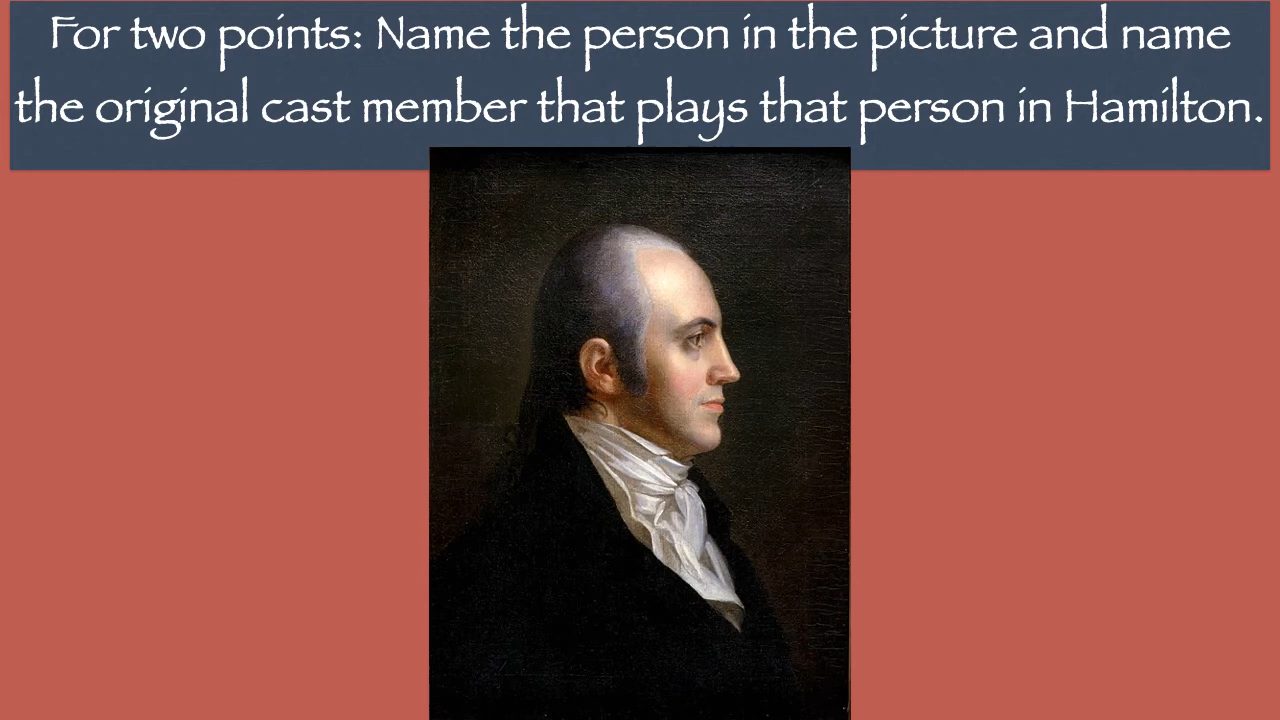 For two points: Name the person in the picture and name
the original cast member that plays that person in Hamilton.